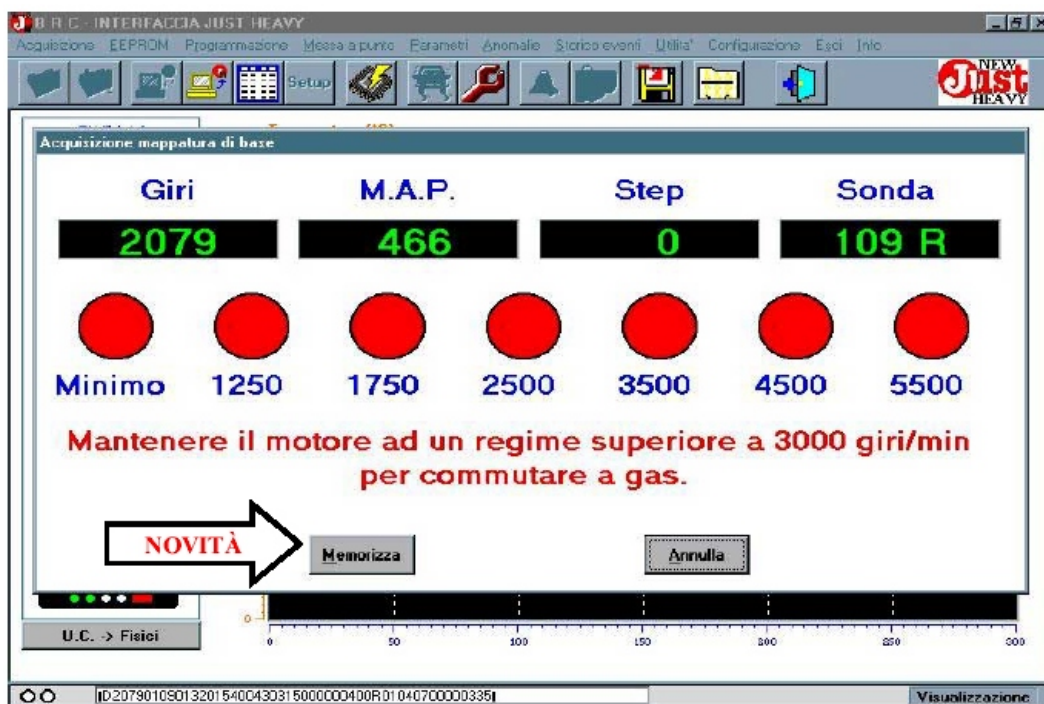 B R C - INTERFACCIA JUST HEAVY
Acquisizione EEPROM Programmazione Messa a punto Parametri Anomalie Storico eventi Utilita' Configurazione Esci Info
Setup
NEW
Just
HEAVY
Acquisizione mappatura di base
Giri M.A.P. Step Sonda
2079 466 0 109 R
Minimo 1250 1750 2500 3500 4500 5500
Mantenere il motore ad un regime superiore a 3000 giri/min
per commutare a gas.
NOVITÀ
Memorizza Annulla
0
U.C. -> Fisici
0 50 100 150 200 250 300
Visualizzazione